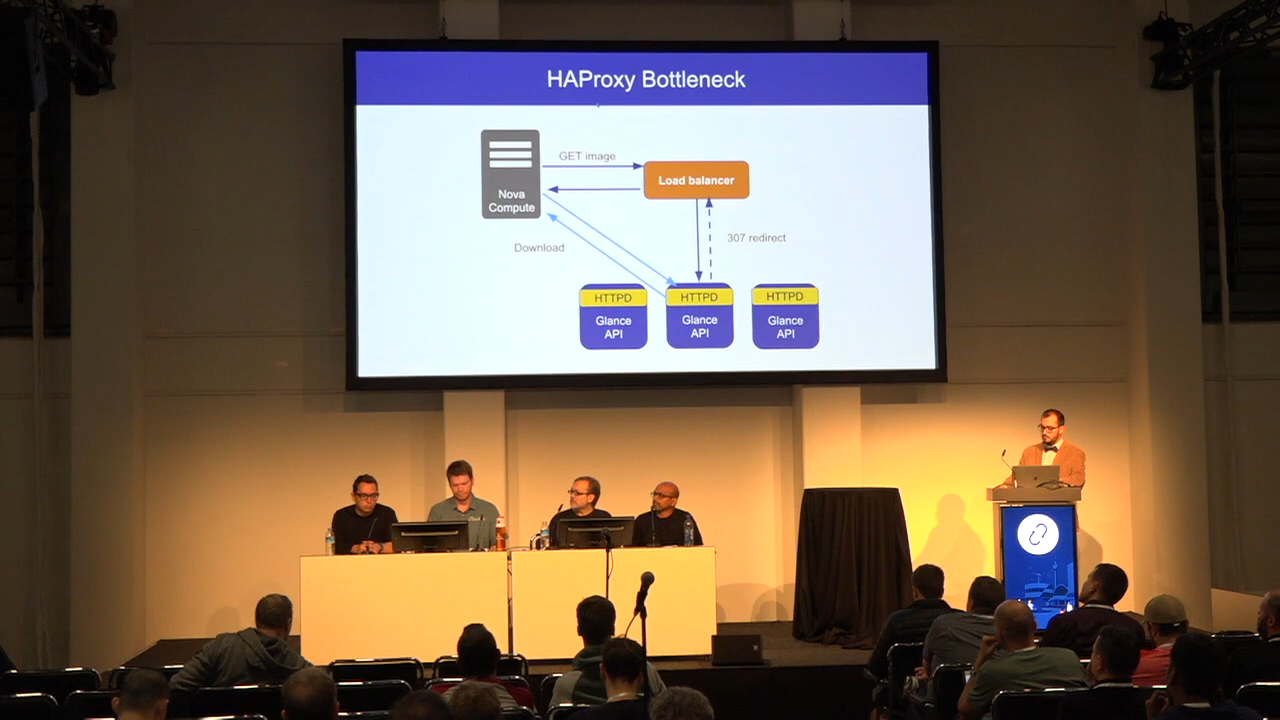 HAProxy Bottleneck
GET image
Load balancer
Nova
Compute
307 redirect
Download
HTTPD
Glance
API
HTTPD
Glance
API
HTTPD
Glance
API